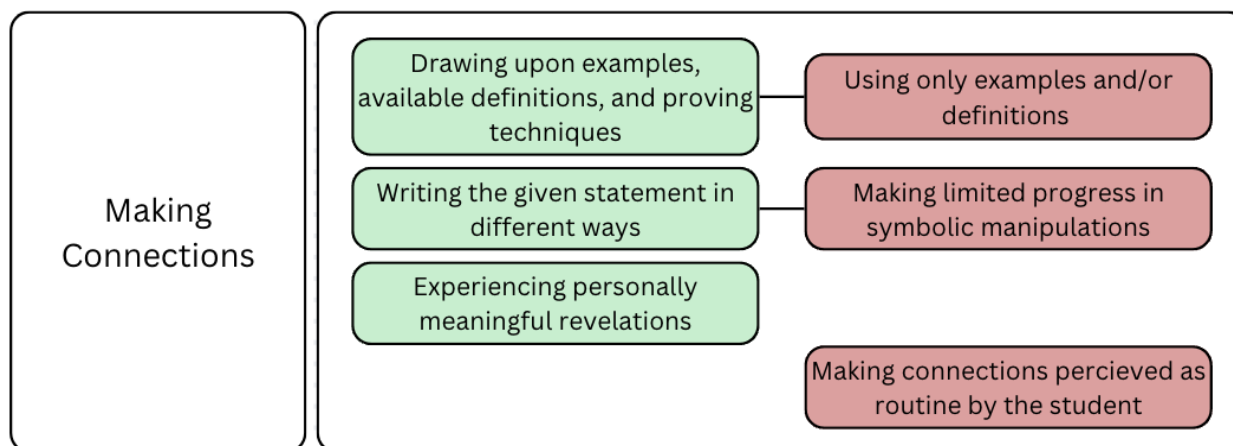 Making
Connections
Drawing upon examples,
available definitions, and proving
techniques
Using only examples and/or
definitions
Writing the given statement in
different ways
Making limited progress in
symbolic manipulations
Experiencing personally
meaningful revelations
Making connections percieved as
routine by the student